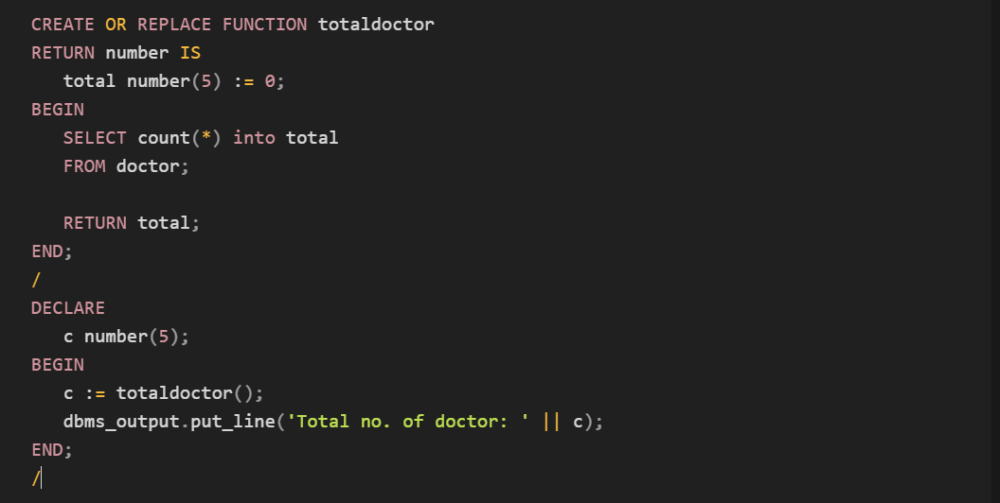 CREATE OR REPLACE FUNCTION totaldoctor
RETURN number IS
   total number(5) := 0;
BEGIN
   SELECT count(*) into total
   FROM doctor;

   RETURN total;
END;
/
DECLARE
   c number(5);
BEGIN
   c := totaldoctor();
   dbms_output.put_line('Total no. of doctor: ' || c);
END;
/